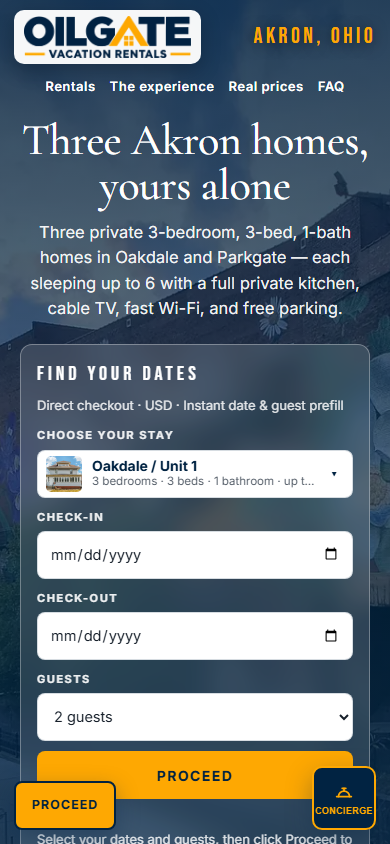 OILGATE
VACATION RENTALS
AKRON, OHIO
Rentals The experience Real prices FAQ
Three Akron homes,
yours alone
Three private 3-bedroom, 3-bed, 1-bath
homes in Oakdale and Parkgate — each
sleeping up to 6 with a full private kitchen,
cable TV, fast Wi-Fi, and free parking.
FIND YOUR DATES
Direct checkout · USD · Instant date & guest prefill
CHOOSE YOUR STAY
Oakdale / Unit 1
3 bedrooms · 3 beds · 1 bathroom · up t...
CHECK-IN
mm/dd/yyyy
CHECK-OUT
mm/dd/yyyy
GUESTS
2 guests
PROCEED
PROCEED
CONCIERGE
Select your dates and guests, then click Proceed to